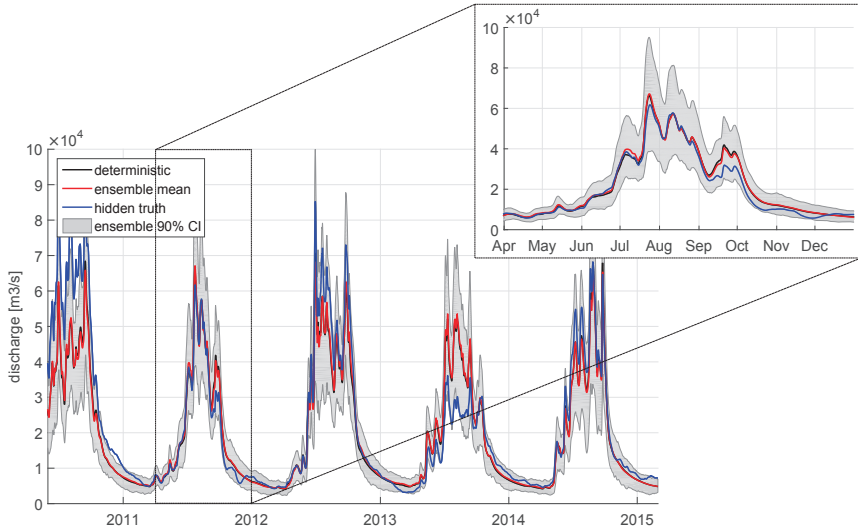 10 ×10⁴
8
6
4
2
0
Apr May Jun Jul Aug Sep Oct Nov Dec
×10⁴
10
9
8
7
6
5
4
3
2
1
0
discharge [m3/s]
deterministic
ensemble mean
hidden truth
ensemble 90% CI
2011 2012 2013 2014 2015